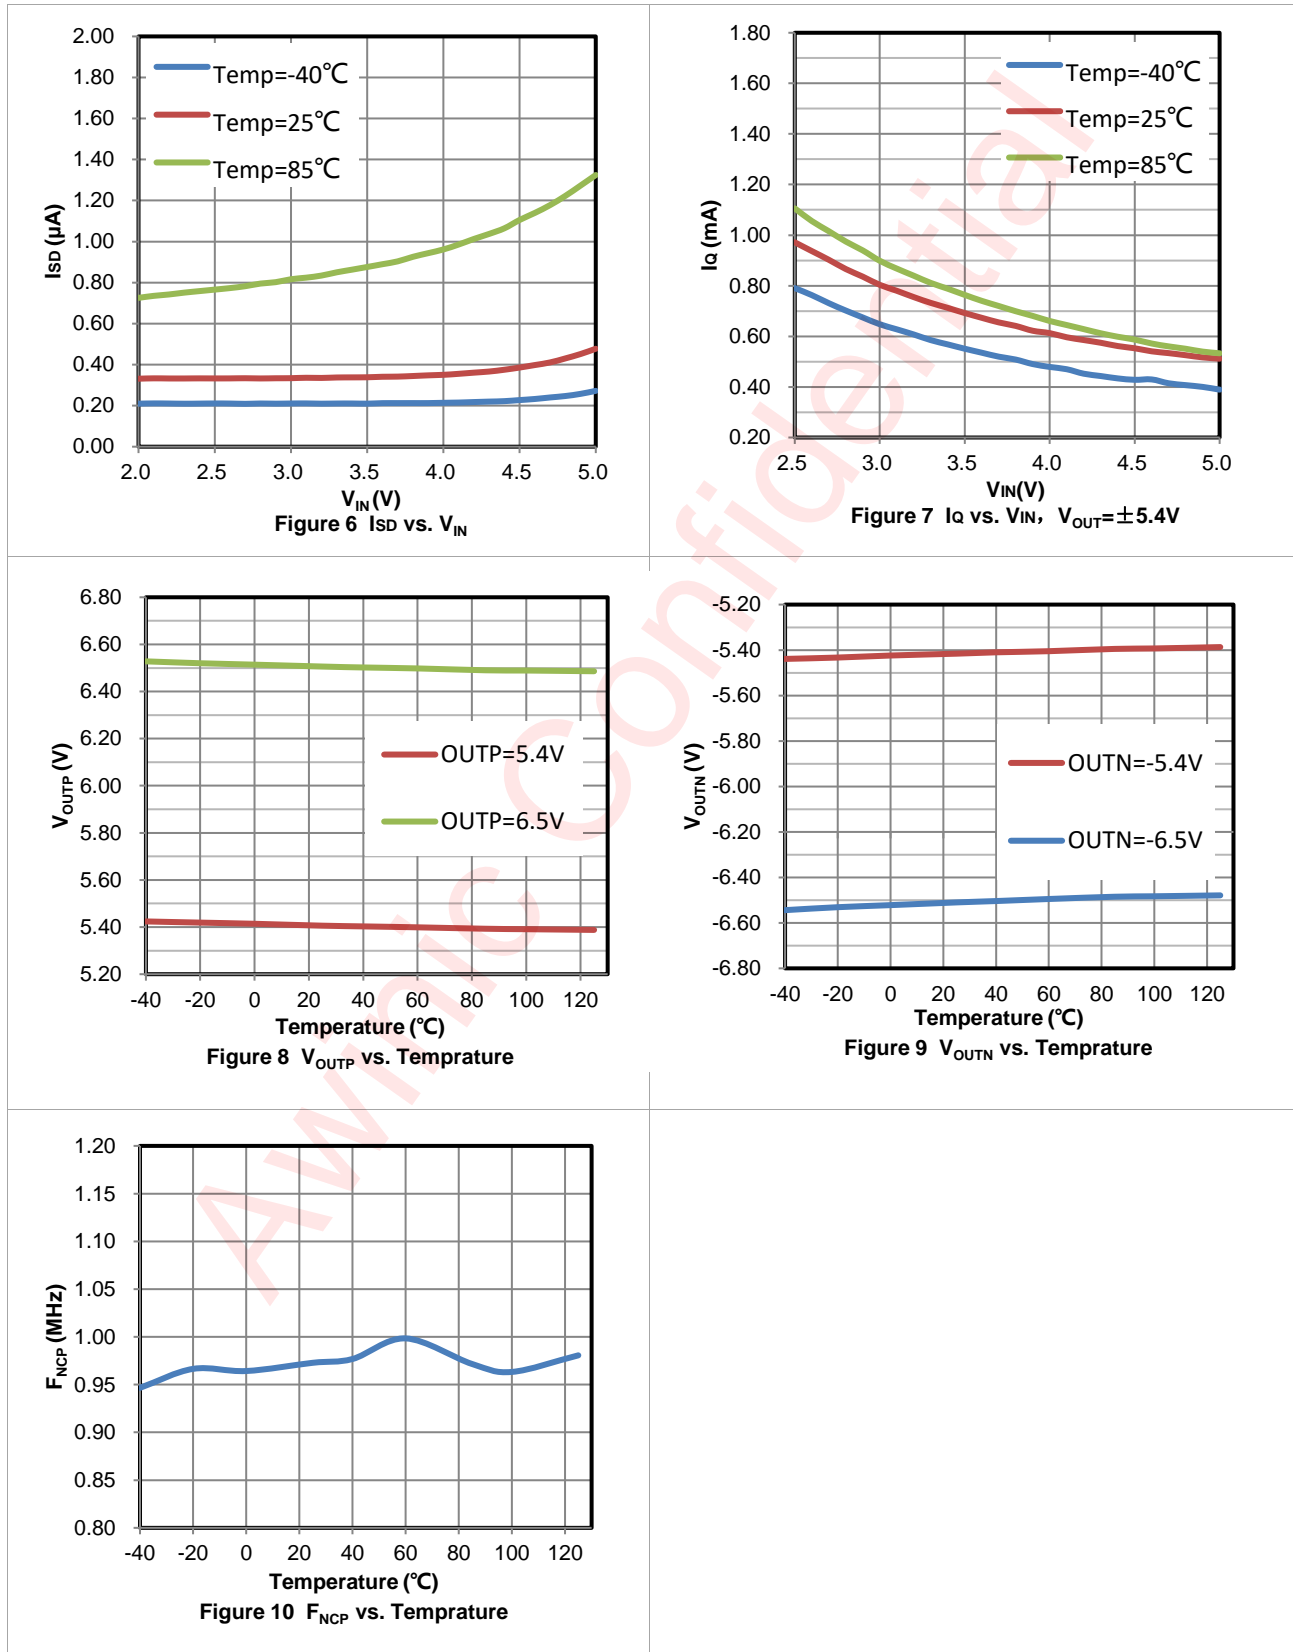 2.00
1.80
1.60
1.40
1.20
1.00
0.80
0.60
0.40
0.20
0.00
ISD (µA)
Temp=-40℃
Temp=25℃
Temp=85℃
2.0 2.5 3.0 3.5 4.0 4.5 5.0
VIN (V)
Figure 6 ISD vs. VIN
1.80
1.60
1.40
1.20
1.00
0.80
0.60
0.40
0.20
IQ (mA)
Temp=-40℃
Temp=25℃
Temp=85℃
2.5 3.0 3.5 4.0 4.5 5.0
VIN(V)
Figure 7 IQ vs. VIN，VOUT=±5.4V
6.80
6.60
6.40
6.20
6.00
5.80
5.60
5.40
5.20
VOUTP (V)
OUTP=5.4V
OUTP=6.5V
-40 -20 0 20 40 60 80 100 120
Temperature (℃)
Figure 8 VOUTP vs. Temprature
-5.20
-5.40
-5.60
-5.80
-6.00
-6.20
-6.40
-6.60
-6.80
VOUTN (V)
OUTN=-5.4V
OUTN=-6.5V
-40 -20 0 20 40 60 80 100 120
Temperature (℃)
Figure 9 VOUTN vs. Temprature
1.20
1.15
1.10
1.05
1.00
0.95
0.90
0.85
0.80
FNCP (MHz)
-40 -20 0 20 40 60 80 100 120
Temperature (℃)
Figure 10 FNCP vs. Temprature
Awinic Confidential